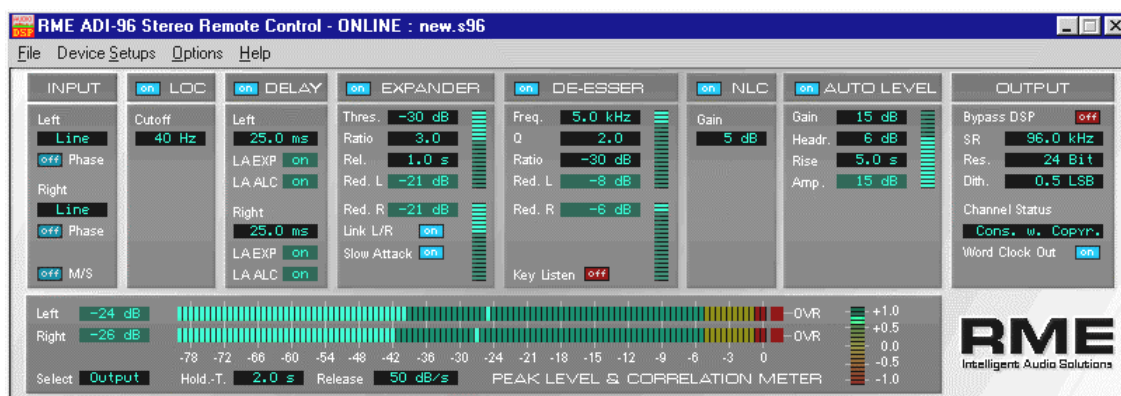 RME ADI-96 Stereo Remote Control - ONLINE : new.s96
File Device Setups Options Help
INPUT
Left
Line
off Phase
Right
Line
off Phase
off M/S
on LOC
Cutoff
40 Hz
on DELAY
Left
25.0 ms
LA EXP on
LA ALC on
Right
25.0 ms
LA EXP on
LA ALC on
on EXPANDER
Thres. -30 dB
Ratio 3.0
Rel. 1.0 s
Red. L -21 dB
Red. R -21 dB
Link L/R on
Slow Attack on
on DE-ESSER
Freq. 5.0 kHz
Q 2.0
Ratio -30 dB
Red. L -8 dB
Red. R -6 dB
Key Listen off
on NLC
Gain
5 dB
on AUTO LEVEL
Gain 15 dB
Headr. 6 dB
Rise 5.0 s
Amp. 15 dB
OUTPUT
Bypass DSP off
SR 96.0 kHz
Res. 24 Bit
Dith. 0.5 LSB
Channel Status
Cons. w. Copyr.
Word Clock Out on
Left -24 dB OVR
Right -26 dB OVR
-78 -72 -66 -60 -54 -48 -42 -36 -30 -24 -21 -18 -15 -12 -9 -6 -3 0
Select Output Hold.-T. 2.0 s Release 50 dB/s PEAK LEVEL & CORRELATION METER
+1.0
+0.5
0.0
-0.5
-1.0
RME
Intelligent Audio Solutions
AUDIO
DSP